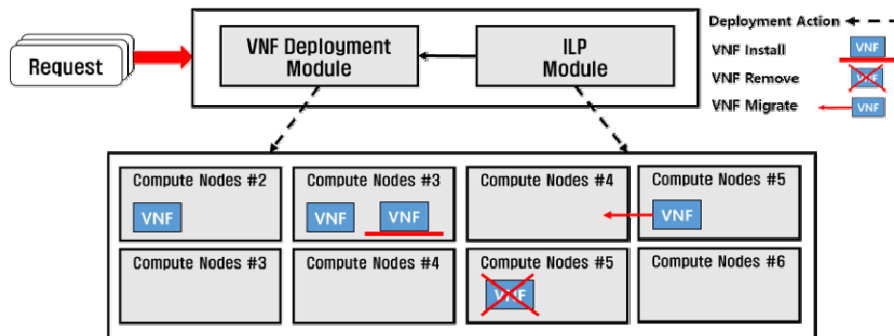 Request
VNF Deployment
Module
ILP
Module
Deployment Action
VNF Install
VNF
VNF Remove
VNF
VNF Migrate
VNF
Compute Nodes #2
VNF
Compute Nodes #3
VNF
VNF
Compute Nodes #4
Compute Nodes #5
VNF
Compute Nodes #3
Compute Nodes #4
Compute Nodes #5
VNF
Compute Nodes #6